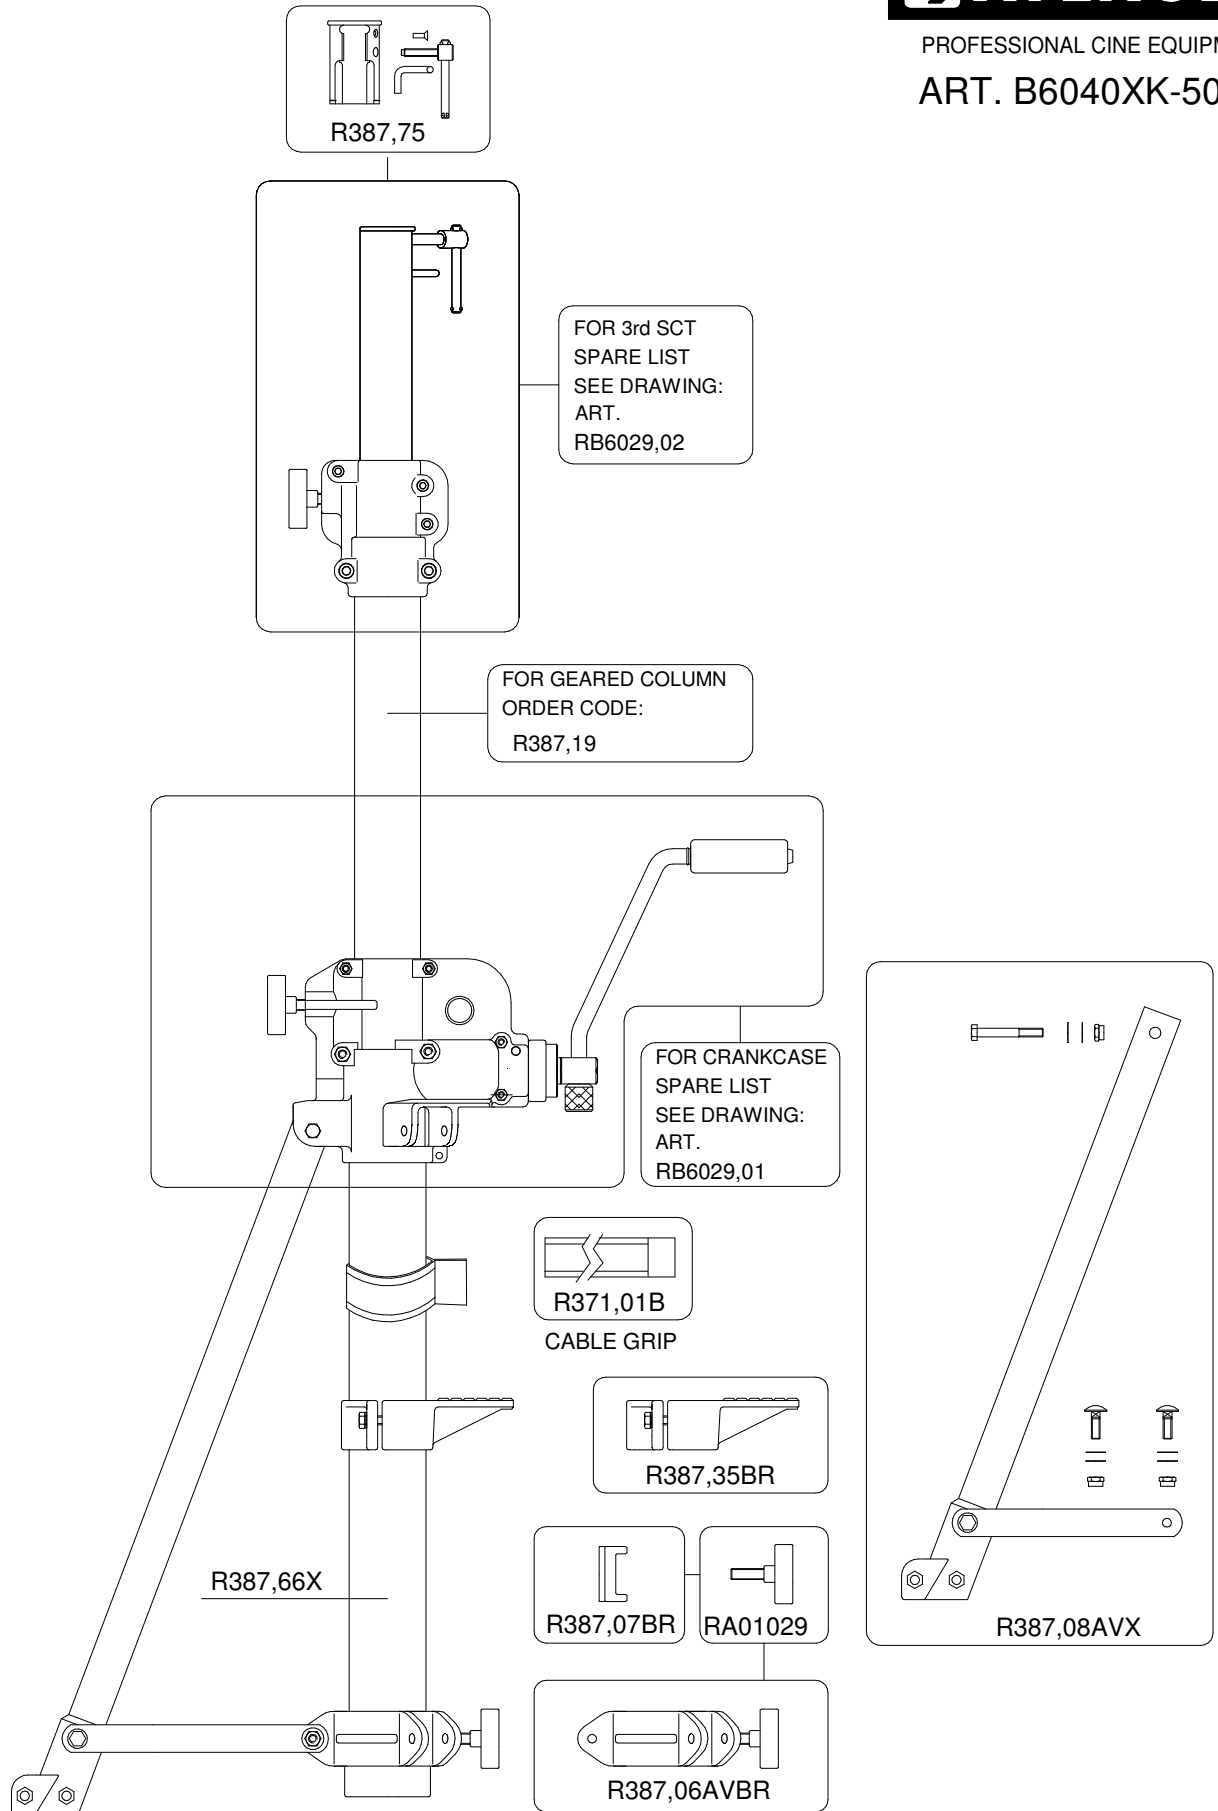 PROFESSIONAL CINE
ART. B6040XK-50
R387,75
FOR 3rd SCT
SPARE LIST
SEE DRAWING:
ART.
RB6029,02
FOR GEARED COLUMN
ORDER CODE:
R387,19
FOR CRANKCASE
SPARE LIST
SEE DRAWING:
ART.
RB6029,01
R371,01B
CABLE GRIP
R387,35BR
R387,66X
R387,07BR
RA01029
R387,08AVX
R387,06AVBR